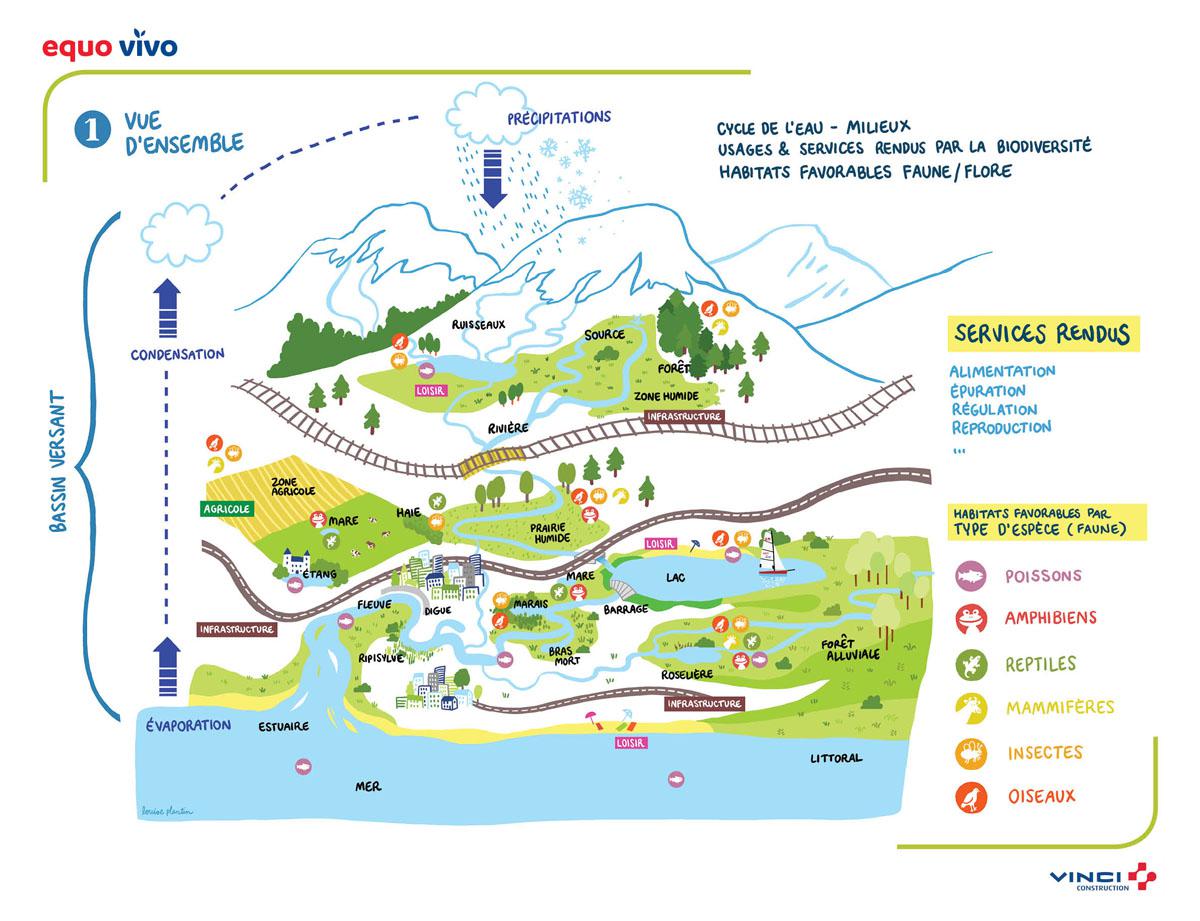 equo vivo
1
VUE
D'ENSEMBLE
PRÉCIPITATIONS
CYCLE DE L'EAU - MILIEUX
USAGES & SERVICES RENDUS PAR LA BIODIVERSITÉ
HABITATS FAVORABLES FAUNE/FLORE
CONDENSATION
BASSIN VERSANT
RUISSEAUX
SOURCE
FORÊT
LOISIR
ZONE HUMIDE
INFRASTRUCTURE
RIVIÈRE
SERVICES RENDUS
ALIMENTATION
ÉPURATION
RÉGULATION
REPRODUCTION
...
ZONE
AGRICOLE
AGRICOLE
MARE
HAIE
PRAIRIE
HUMIDE
LOISIR
ÉTANG
MARE
LAC
FLEUVE
DIGUE
MARAIS
BARRAGE
INFRASTRUCTURE
RIPISYLVE
BRAS
MORT
FORÊT
ALLUVIALE
ROSELIÈRE
INFRASTRUCTURE
ÉVAPORATION
ESTUAIRE
LOISIR
LITTORAL
MER
louise plantin
HABITATS FAVORABLES PAR
TYPE D'ESPÈCE (FAUNE)
POISSONS
AMPHIBIENS
REPTILES
MAMMIFÈRES
INSECTES
OISEAUX
VINCI
CONSTRUCTION